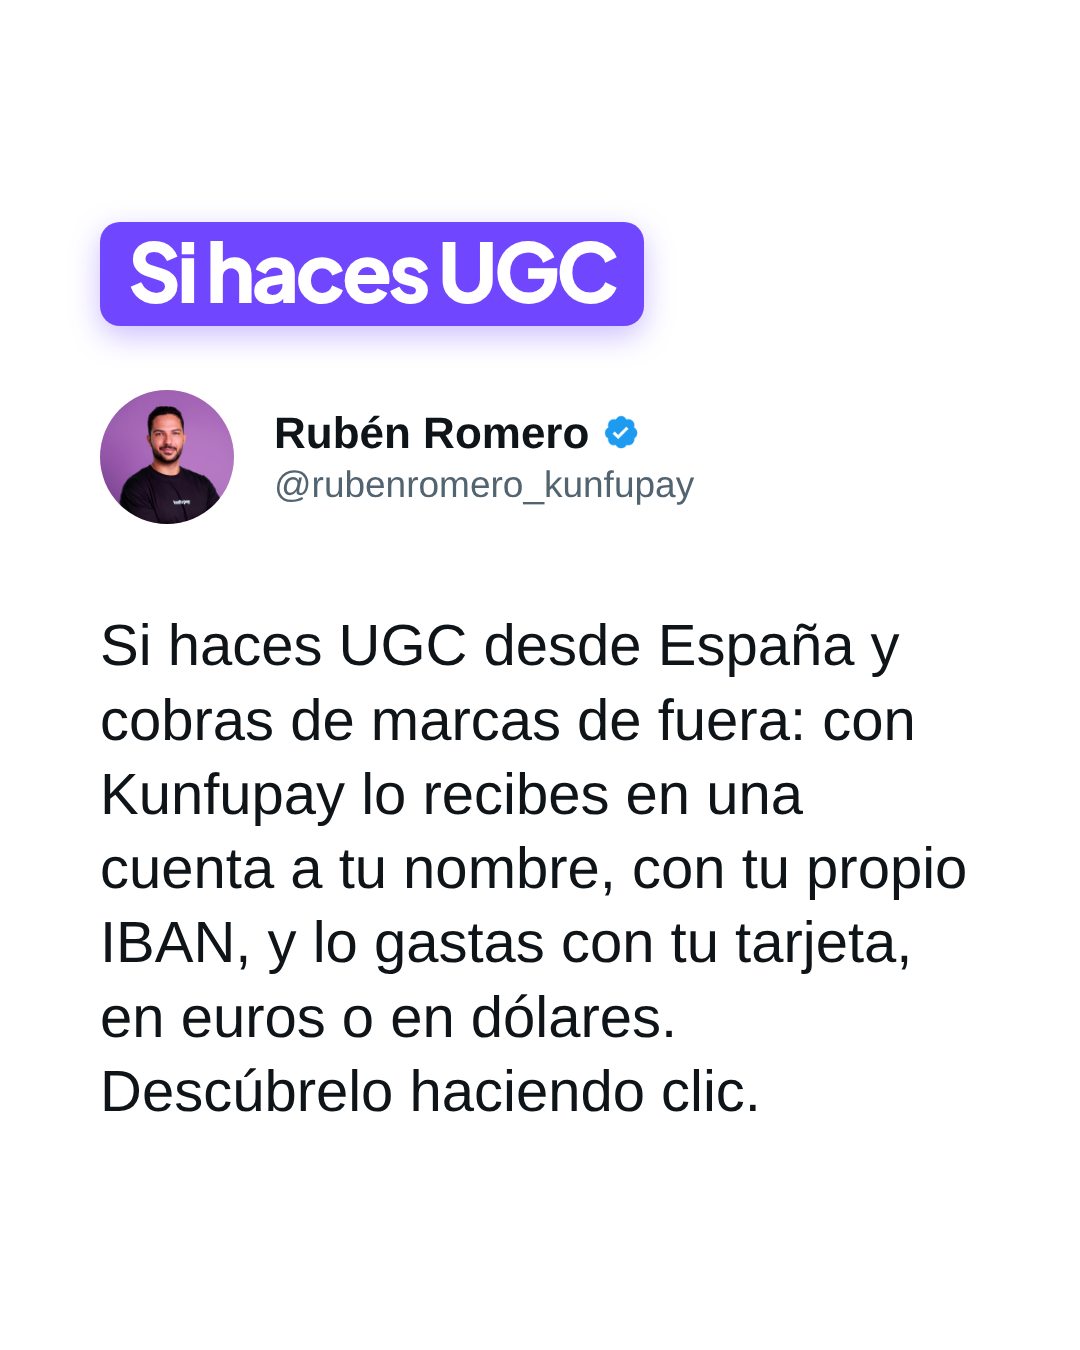 Si haces UGC
Rubén Romero
@rubenromero_kunfupay
Si haces UGC desde España y
cobras de marcas de fuera: con
Kunfupay lo recibes en una
cuenta a tu nombre, con tu propio
IBAN, y lo gastas con tu tarjeta,
en euros o en dólares.
Descúbrelo haciendo clic.